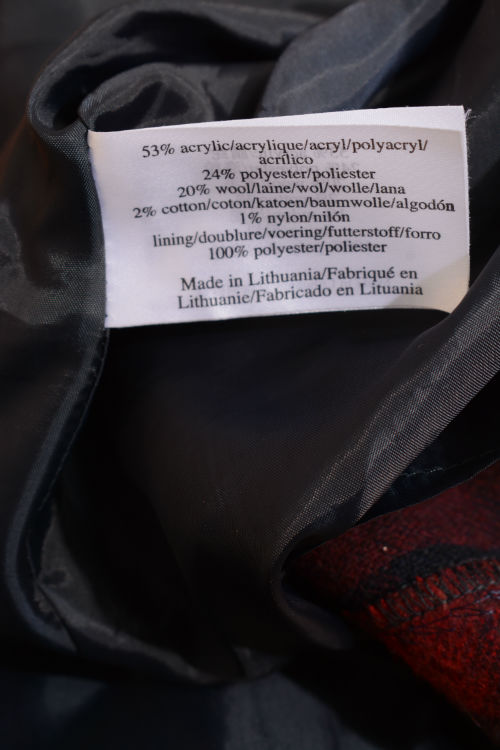 53% acrylic/acrylique/acryl/polyacryl/
acrílico
24% polyester/poliester
20% wool/laine/wol/wolle/lana
2% cotton/coton/katoen/baumwolle/algodón
1% nylon/nilón
lining/doublure/voering/futterstoff/forro
100% polyester/poliester
Made in Lithuania/Fabriqué en
Lithuanie/Fabricado en Lituania